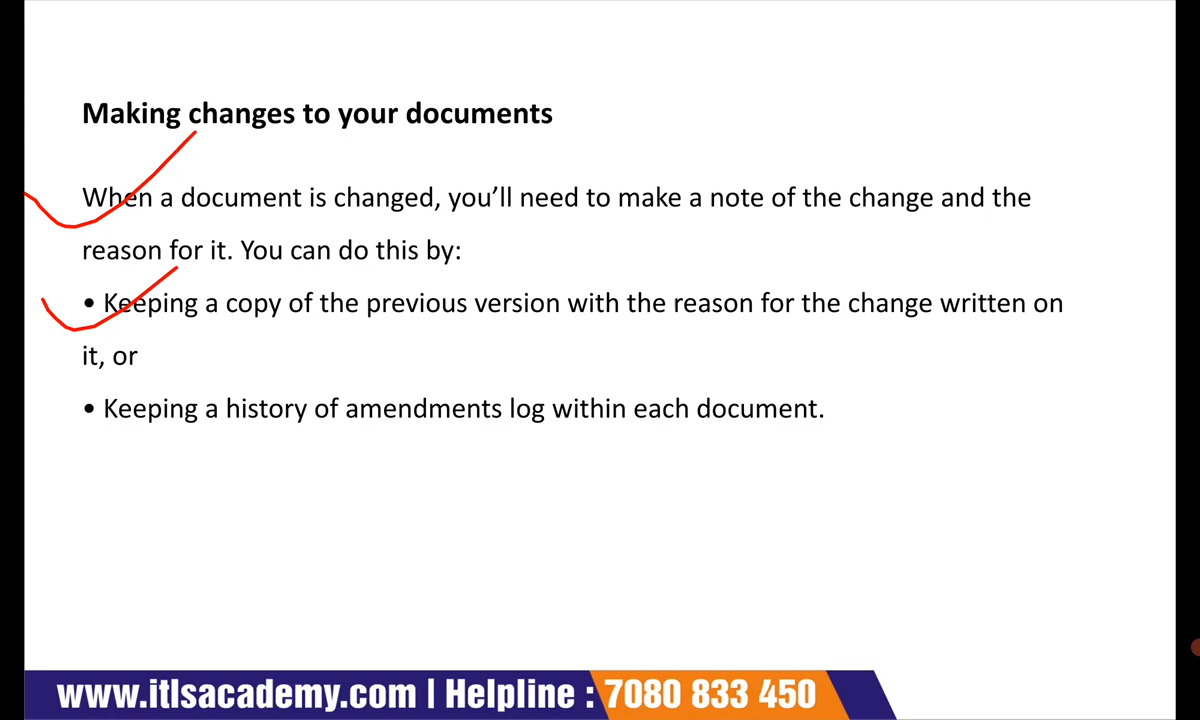 Making changes to your documents
When a document is changed, you’ll need to make a note of the change and the
reason for it. You can do this by:
• Keeping a copy of the previous version with the reason for the change written on
it, or
• Keeping a history of amendments log within each document.
www.itlsacademy.com | Helpline : 7080 833 450